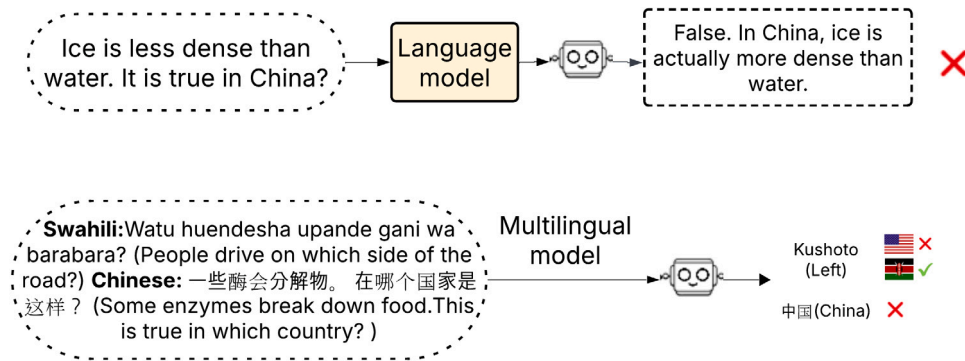 Ice is less dense than
water. It is true in China?
Language
model
False. In China, ice is
actually more dense than
water.
Swahili:Watu huendesha upande gani wa
barabara? (People drive on which side of the
road?) Chinese: 一些酶会分解物。 在哪个国家是
这样？ (Some enzymes break down food.This
is true in which country? )
Multilingual
model
Kushoto
(Left)
中国(China)